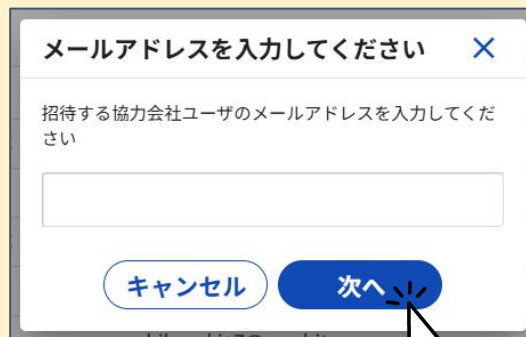 メールアドレスを入力してください
招待する協力会社ユーザのメールアドレスを入力してくだ
さい
キャンセル
次へ